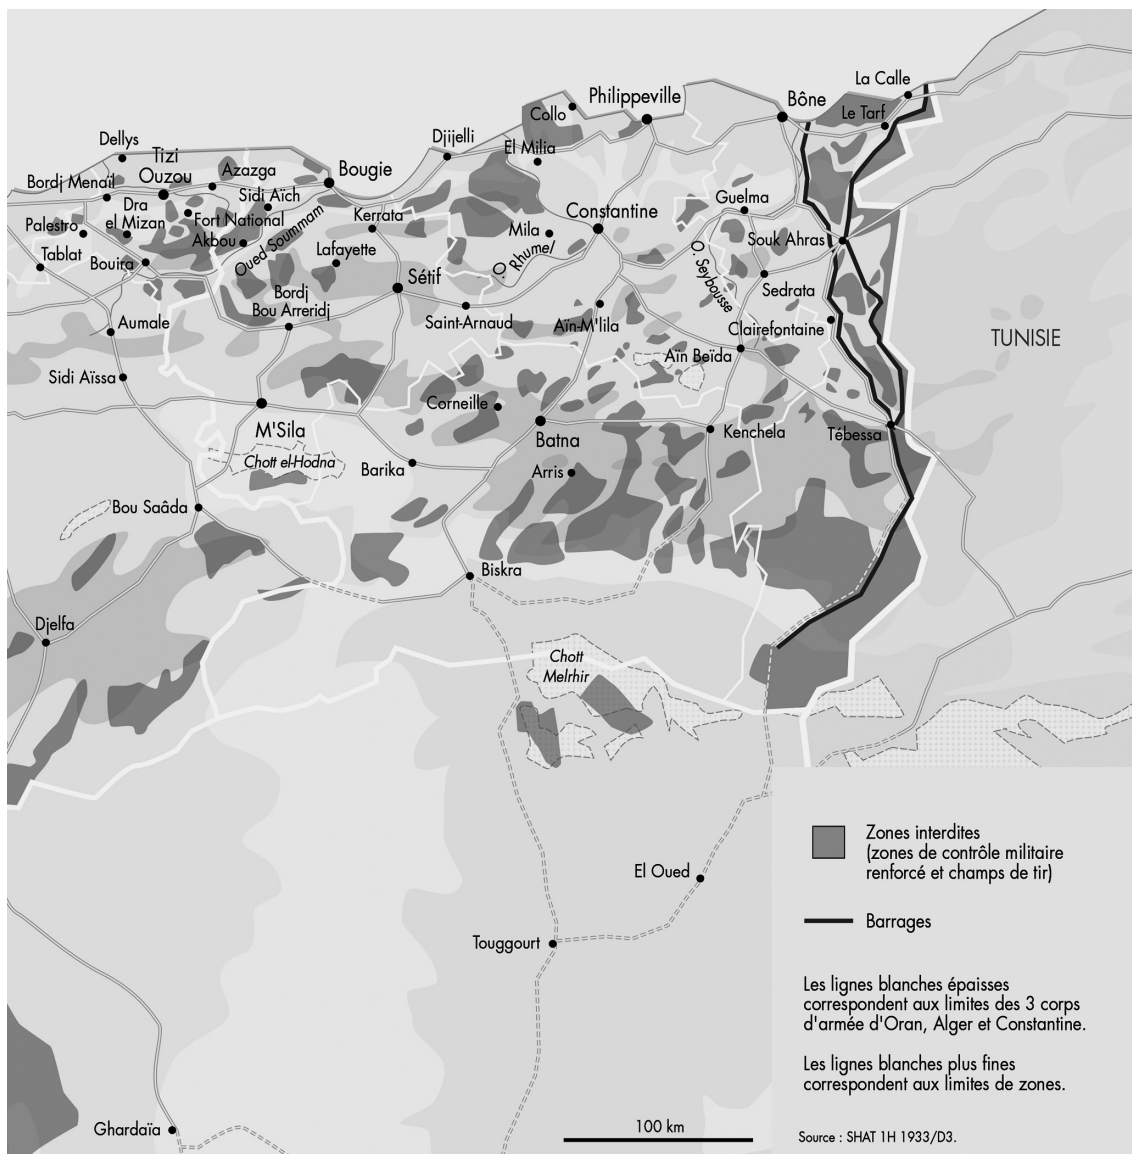 La Calle
Philippeville
Bône
Collo
Le Tarf
Dellys
Djijelli
El Milia
Tizi
Ouzou
Azazga
Bougie
Bordj Menaïl
Sidi Aïch
Guelma
Dra
el Mizan
Fort National
Kerrata
Constantine
Palestro
Akbou
Oued-Soummam
Mila
O. Rhumel
Souk Ahras
Tablat
Bouira
Lafayette
O. Seybousse
Sétif
Sedrata
Bordj
Bou Arreridj
Aumale
Saint-Arnaud
Aïn-M'lila
Clairefontaine
TUNISIE
Aïn Beïda
Sidi Aïssa
Corneille
M'Sila
Batna
Kenchela
Tébessa
Chott el-Hodna
Barika
Arris
Bou Saâda
Biskra
Djelfa
Chott
Melrhir
Zones interdites
(zones de contrôle militaire
renforcé et champs de tir)
El Oued
Barrages
Touggourt
Les lignes blanches épaisses
correspondent aux limites des 3 corps
d'armée d'Oran, Alger et Constantine.
Les lignes blanches plus fines
correspondent aux limites de zones.
Ghardaïa
100 km
Source : SHAT 1H 1933/D3.